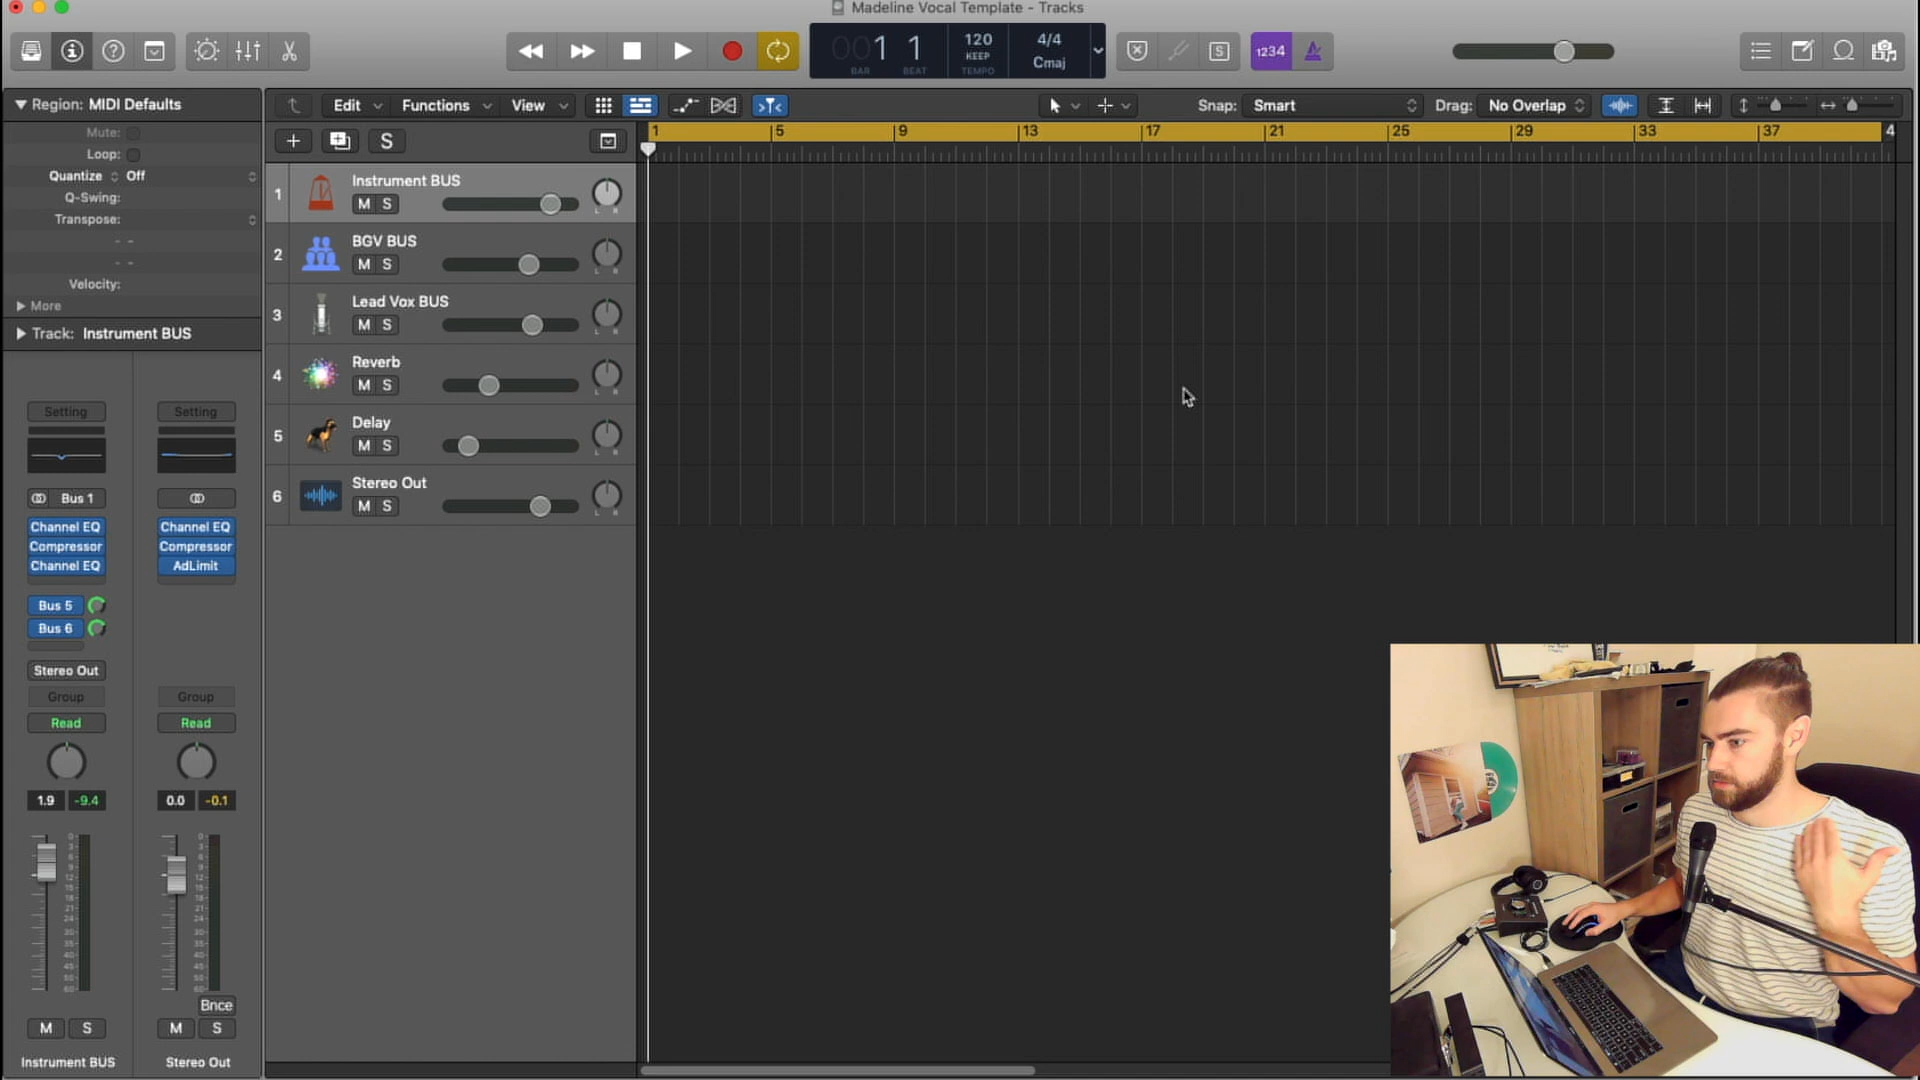 Madeline Vocal Template - Tracks
1 1
BAR BEAT
120
KEEP
TEMPO
4/4
Cmaj
S
1234
Region: MIDI Defaults
Edit Functions View
Snap: Smart
Drag: No Overlap
Mute:
Loop:
Quantize Off
Q-Swing:
Transpose:
Velocity:
More
Track: Instrument BUS
S
1 5 9 13 17 21 25 29 33 37 4
1 Instrument BUS
M S
L R
2 BGV BUS
M S
L R
3 Lead Vox BUS
M S
L R
4 Reverb
M S
L R
5 Delay
M S
L R
6 Stereo Out
M S
L R
Setting Setting
Bus 1
Channel EQ Channel EQ
Compressor Compressor
Channel EQ AdLimit
Bus 5
Bus 6
Stereo Out
Group Group
Read Read
1.9 -9.4 0.0 -0.1
Bnce
M S M S
Instrument BUS Stereo Out